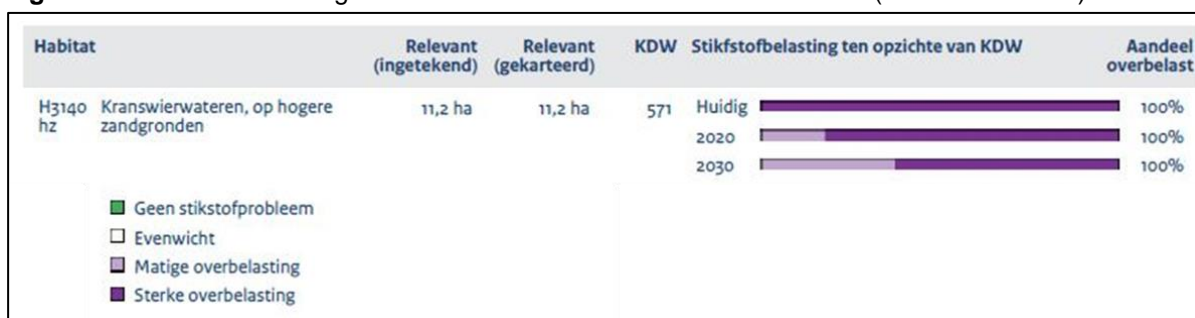 Habitat Relevant (ingetekend) Relevant (gekarteerd) KDW Stikfstofbelasting ten opzichte van KDW Aandeel overbelast
H3140 hz Kranswierwateren, op hogere zandgronden 11,2 ha 11,2 ha 571 Huidig 100%
2020 100%
2030 100%
Geen stikstofprobleem
Evenwicht
Matige overbelasting
Sterke overbelasting